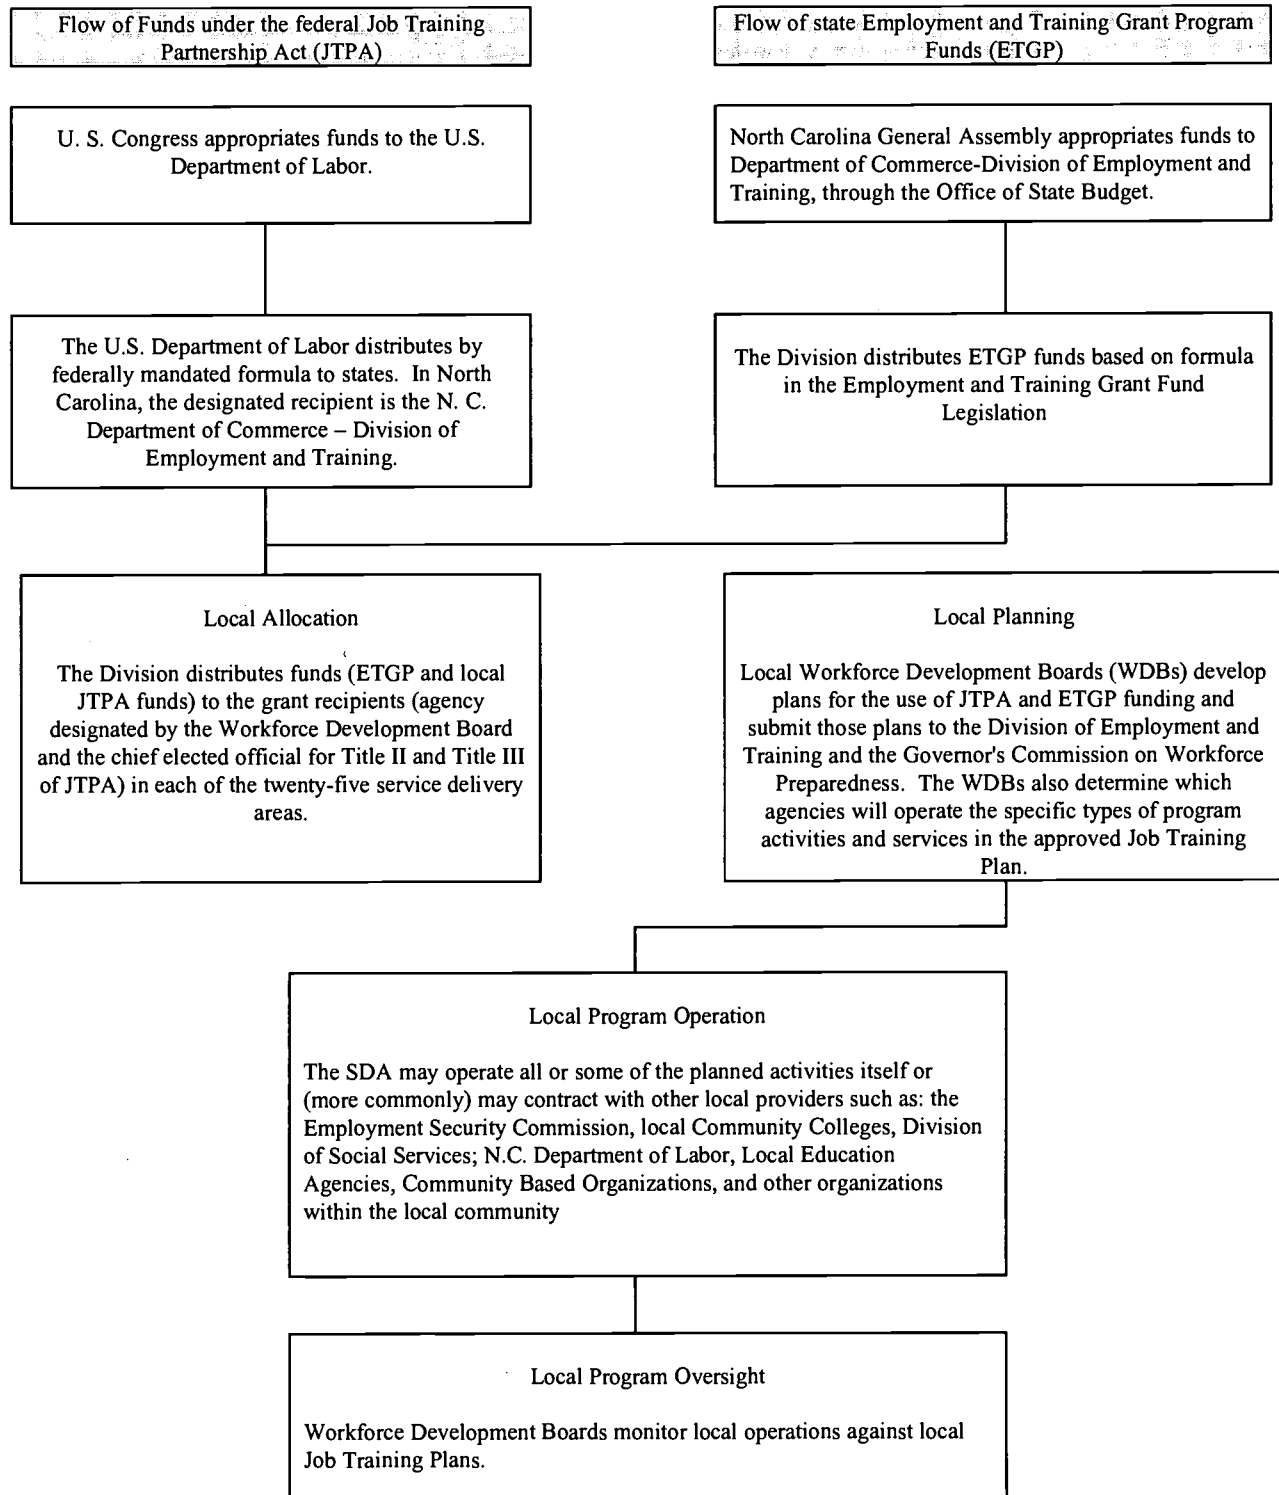 Flow of Funds under the federal Job Training
Partnership Act (JTPA)
Flow of state Employment and Training Grant Program
Funds (ETGP)
U. S. Congress appropriates funds to the U.S.
Department of Labor.
North Carolina General Assembly appropriates funds to
Department of Commerce-Division of Employment and
Training, through the Office of State Budget.
The U.S. Department of Labor distributes by
federally mandated formula to states. In North
Carolina, the designated recipient is the N. C.
Department of Commerce – Division of
Employment and Training.
The Division distributes ETGP funds based on formula
in the Employment and Training Grant Fund
Legislation
Local Allocation
The Division distributes funds (ETGP and local
JTPA funds) to the grant recipients (agency
designated by the Workforce Development Board
and the chief elected official for Title II and Title III
of JTPA) in each of the twenty-five service delivery
areas.
Local Planning
Local Workforce Development Boards (WDBs) develop
plans for the use of JTPA and ETGP funding and
submit those plans to the Division of Employment and
Training and the Governor's Commission on Workforce
Preparedness. The WDBs also determine which
agencies will operate the specific types of program
activities and services in the approved Job Training
Plan.
Local Program Operation
The SDA may operate all or some of the planned activities itself or
(more commonly) may contract with other local providers such as: the
Employment Security Commission, local Community Colleges, Division
of Social Services; N.C. Department of Labor, Local Education
Agencies, Community Based Organizations, and other organizations
within the local community
Local Program Oversight
Workforce Development Boards monitor local operations against local
Job Training Plans.